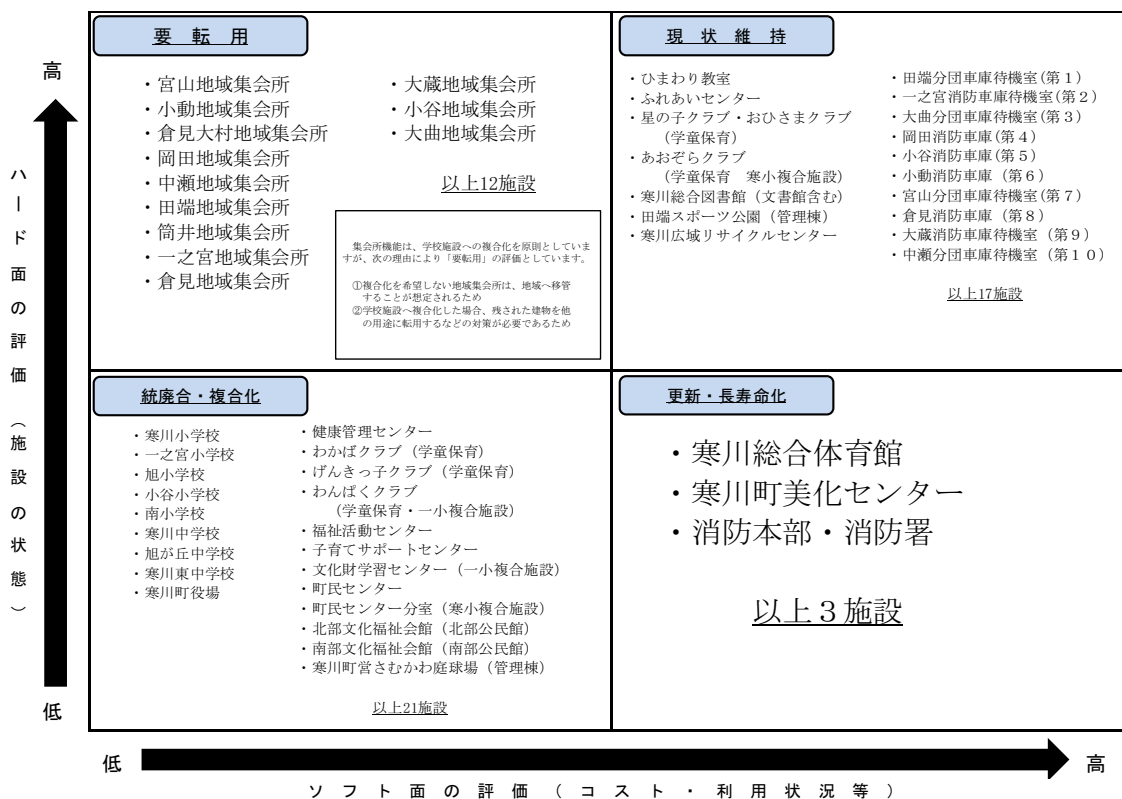 要 転 用
・宮山地域集会所
・小動地域集会所
・倉見大村地域集会所
・岡田地域集会所
・中瀬地域集会所
・田端地域集会所
・筒井地域集会所
・一之宮地域集会所
・倉見地域集会所
・大蔵地域集会所
・小谷地域集会所
・大曲地域集会所
以上12施設
集会所機能は、学校施設への複合化を原則としていま
すが、次の理由により「要転用」の評価としています。
①複合化を希望しない地域集会所は、地域へ移管
することが想定されるため
②学校施設へ複合化した場合、残された建物を他
の用途に転用するなどの対策が必要であるため
現 状 維 持
・ひまわり教室
・ふれあいセンター
・星の子クラブ・おひさまクラブ
（学童保育）
・あおぞらクラブ
（学童保育 寒小複合施設）
・寒川総合図書館（文書館含む）
・田端スポーツ公園（管理棟）
・寒川広域リサイクルセンター
・田端分団車庫待機室(第１)
・一之宮消防車庫待機室(第２)
・大曲分団車庫待機室(第３)
・岡田消防車庫(第４)
・小谷消防車庫(第５)
・小動消防車庫（第６)
・宮山分団車庫待機室(第７)
・倉見消防車庫（第８)
・大蔵消防車庫待機室（第９)
・中瀬分団車庫待機室（第１０)
以上17施設
統廃合・複合化
・寒川小学校
・一之宮小学校
・旭小学校
・小谷小学校
・南小学校
・寒川中学校
・旭が丘中学校
・寒川東中学校
・寒川町役場
・健康管理センター
・わかばクラブ（学童保育）
・げんきっ子クラブ（学童保育）
・わんぱくクラブ
（学童保育・一小複合施設）
・福祉活動センター
・子育てサポートセンター
・文化財学習センター（一小複合施設）
・町民センター
・町民センター分室（寒小複合施設）
・北部文化福祉会館（北部公民館）
・南部文化福祉会館（南部公民館）
・寒川町営さむかわ庭球場（管理棟）
以上21施設
更新・長寿命化
・寒川総合体育館
・寒川町美化センター
・消防本部・消防署
以上３施設
高
ハード面の評価（施設の状態）
低
低
高
ソフト面の評価（コスト・利用状況等）